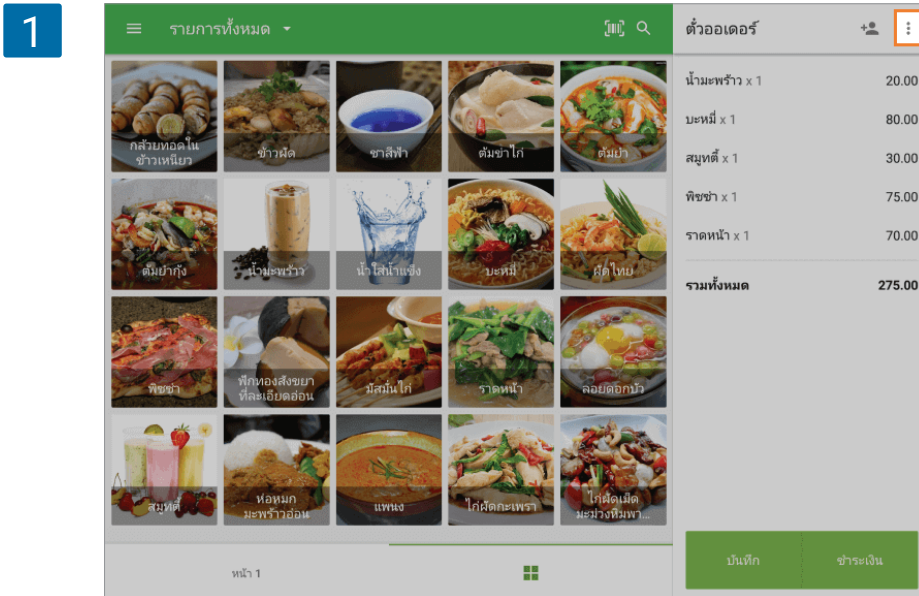 1
รายการทั้งหมด
ตั๋วออเดอร์
น้ำมะพร้าว x 1 20.00
บะหมี่ x 1 80.00
สมูทตี้ x 1 30.00
พิซซ่า x 1 75.00
ราดหน้า x 1 70.00
รวมทั้งหมด 275.00
กล้วยทอดใน
ข้าวเหนียว
ข้าวผัด
ชาสีฟ้า
ต้มข่าไก่
ต้มยำ
ต้มยำกุ้ง
น้ำมะพร้าว
น้ำใส่น้ำแข็ง
บะหมี่
ผัดไทย
พิซซ่า
ฟักทองสังขยา
ที่ละเอียดอ่อน
มัสมั่นไก่
ราดหน้า
ลอยดอกบัว
สมูทตี้
ห่อหมก
มะพร้าวอ่อน
แพนง
ไก่ผัดกะเพรา
ไก่ผัดเม็ด
มะม่วงหิมพา...
หน้า 1
บันทึก
ชำระเงิน